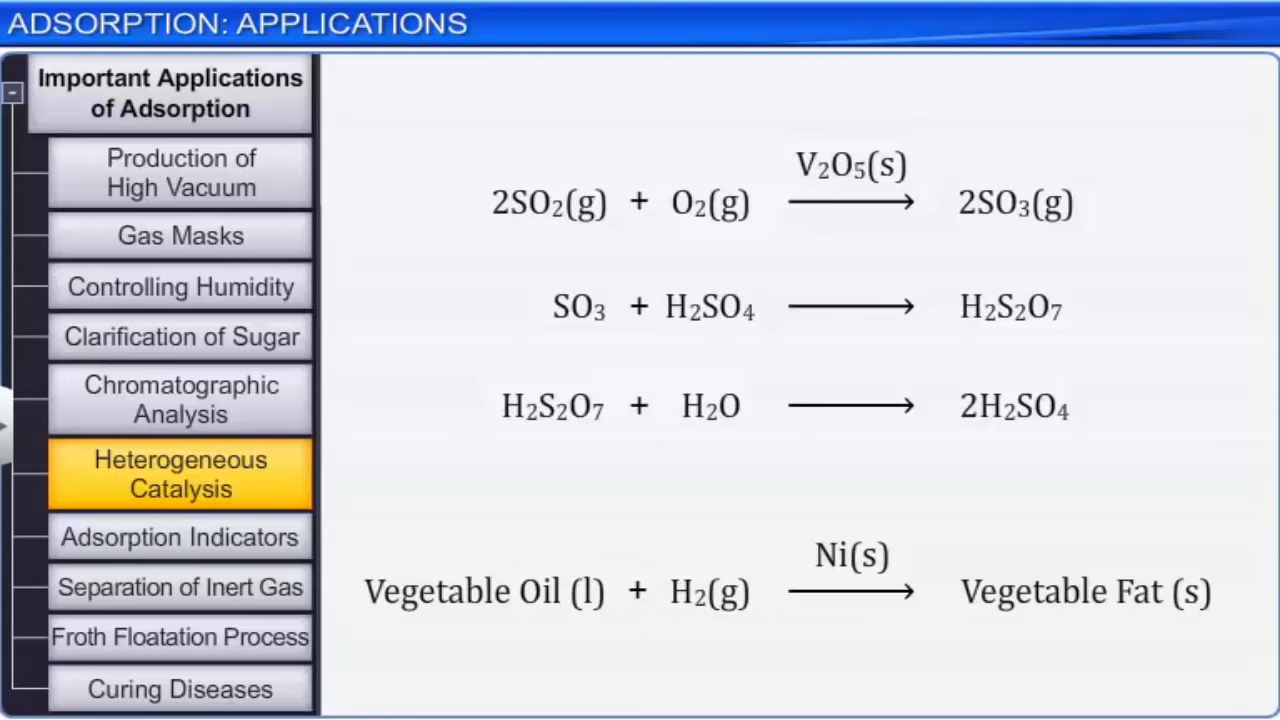 ADSORPTION: APPLICATIONS
Important Applications
of Adsorption
Production of
High Vacuum
Gas Masks
Controlling Humidity
Clarification of Sugar
Chromatographic
Analysis
Heterogeneous
Catalysis
Adsorption Indicators
Separation of Inert Gas
Froth Floatation Process
Curing Diseases
V₂O₅(s)
2SO₂(g) + O₂(g) ⟶ 2SO₃(g)
SO₃ + H₂SO₄ ⟶ H₂S₂O₇
H₂S₂O₇ + H₂O ⟶ 2H₂SO₄
Ni(s)
Vegetable Oil (l) + H₂(g) ⟶ Vegetable Fat (s)